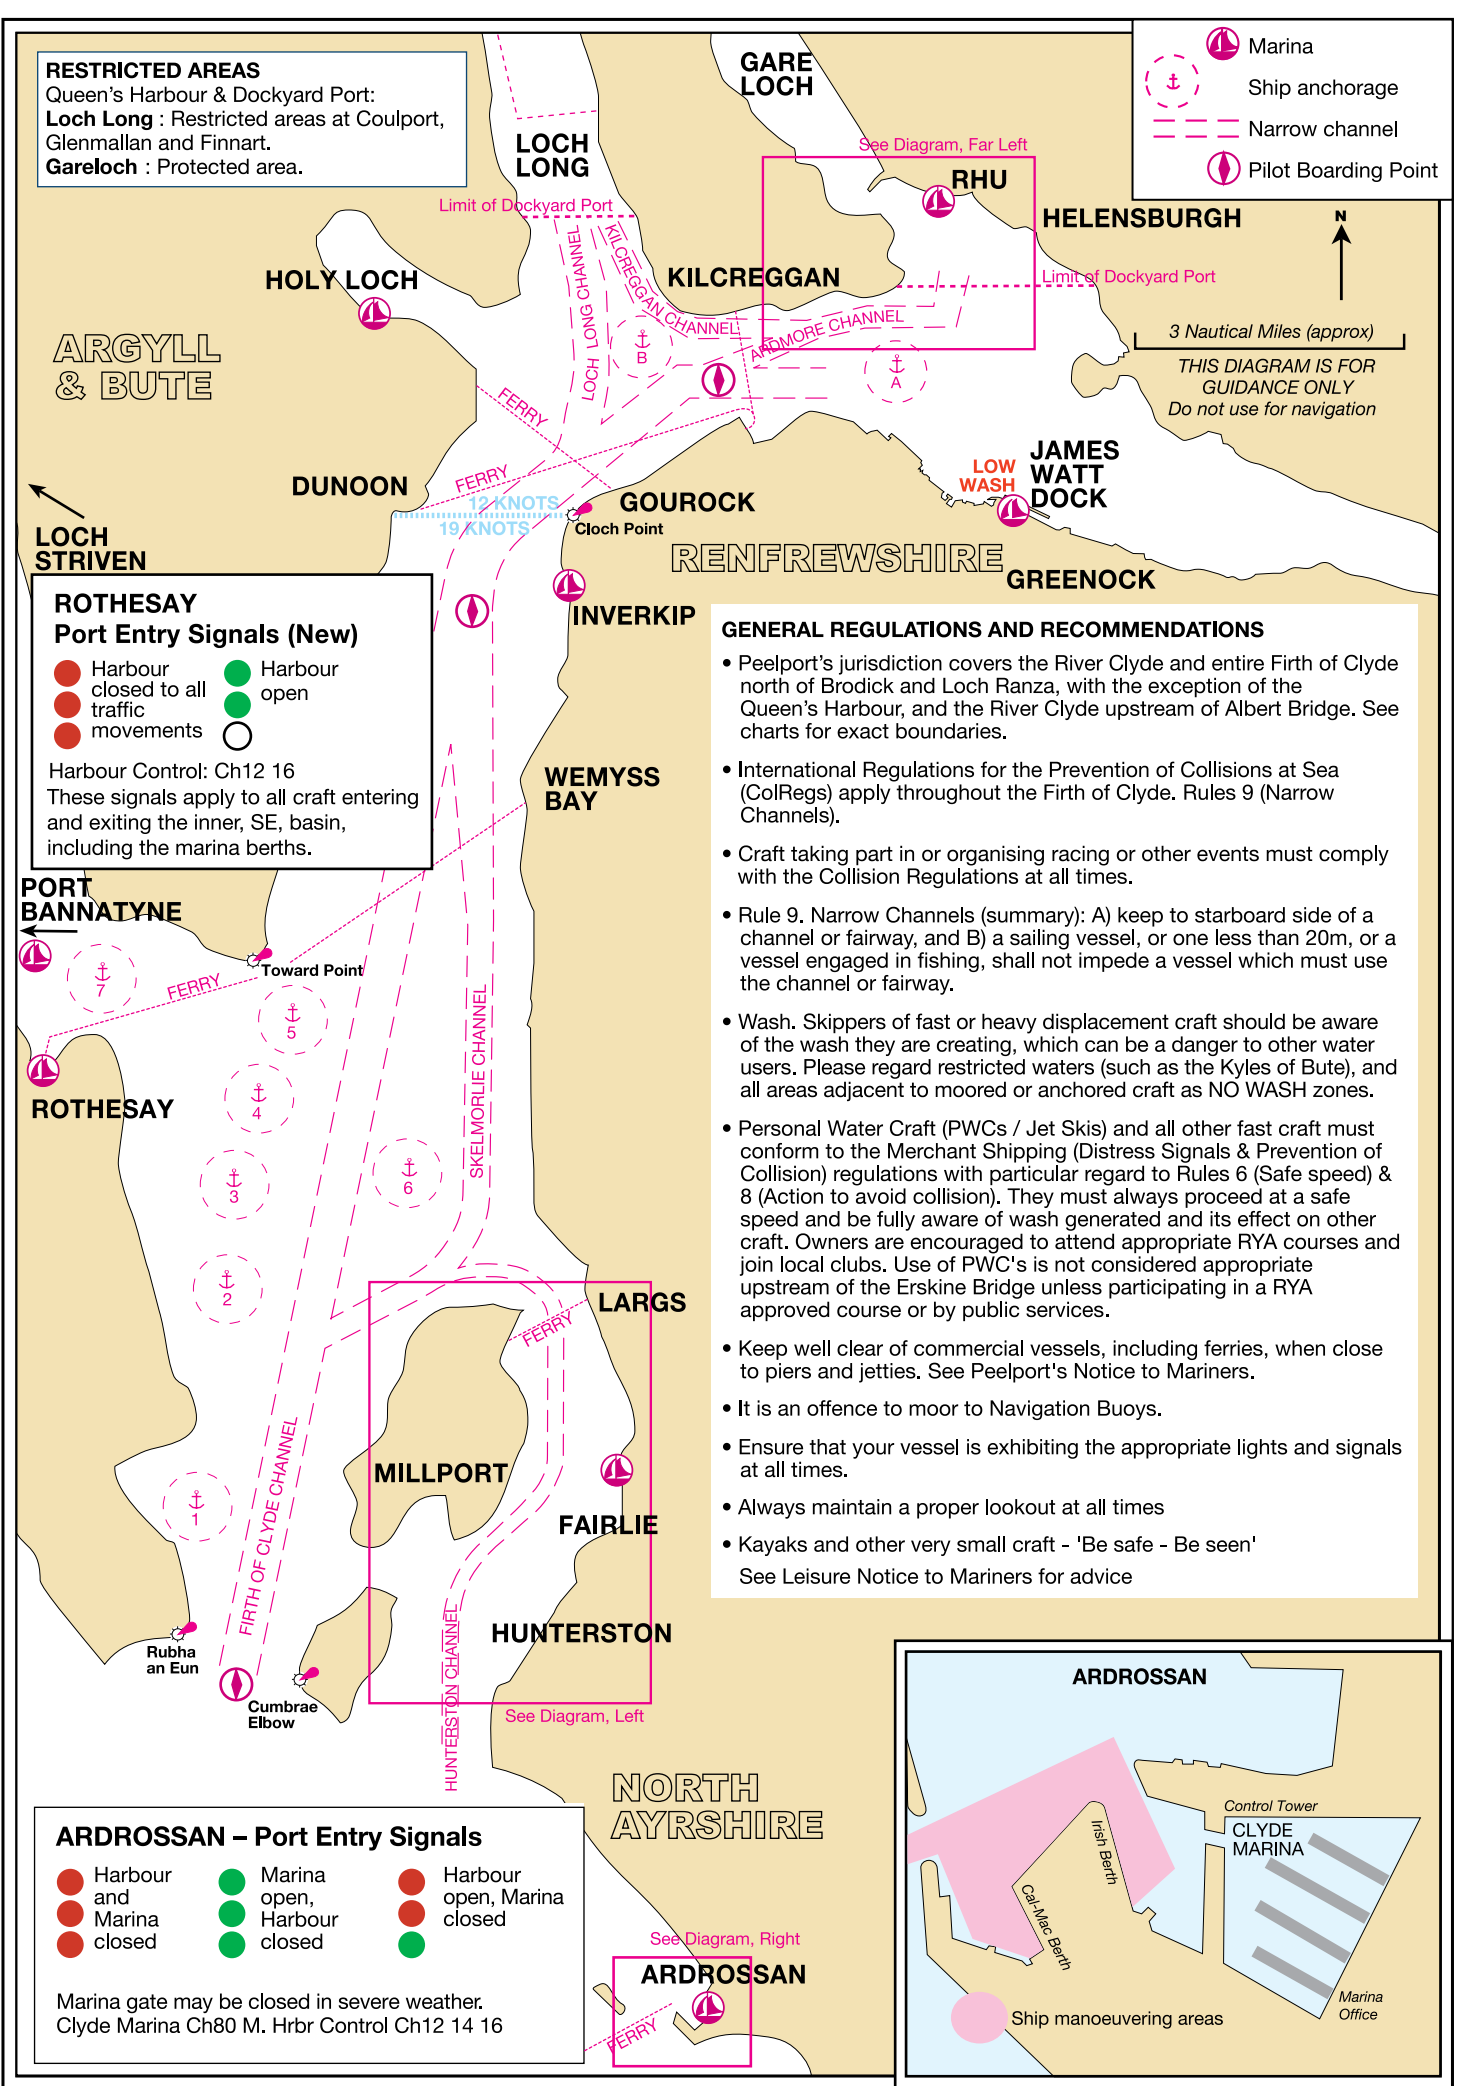 RESTRICTED AREAS
Queen's Harbour & Dockyard Port:
Loch Long : Restricted areas at Coulport,
Glenmallan and Finnart.
Gareloch : Protected area.
Marina
Ship anchorage
Narrow channel
Pilot Boarding Point
GARE
LOCH
LOCH
LONG
See Diagram, Far Left
RHU
Limit of Dockyard Port
HELENSBURGH
N
HOLY LOCH
KILCREGGAN
Limit of Dockyard Port
LOCH LONG CHANNEL
KILCREGGAN CHANNEL
ARDMORE CHANNEL
B
A
3 Nautical Miles (approx)
THIS DIAGRAM IS FOR
GUIDANCE ONLY
Do not use for navigation
ARGYLL
& BUTE
FERRY
FERRY
DUNOON
12 KNOTS
19 KNOTS
GOUROCK
Cloch Point
LOW
WASH
JAMES
WATT
DOCK
LOCH
STRIVEN
RENFREWSHIRE
GREENOCK
INVERKIP
ROTHESAY
Port Entry Signals (New)
Harbour
closed to all
traffic
movements
Harbour
open
Harbour Control: Ch12 16
These signals apply to all craft entering
and exiting the inner, SE, basin,
including the marina berths.
GENERAL REGULATIONS AND RECOMMENDATIONS
• Peelport's jurisdiction covers the River Clyde and entire Firth of Clyde
north of Brodick and Loch Ranza, with the exception of the
Queen's Harbour, and the River Clyde upstream of Albert Bridge. See
charts for exact boundaries.
• International Regulations for the Prevention of Collisions at Sea
(ColRegs) apply throughout the Firth of Clyde. Rules 9 (Narrow
Channels).
• Craft taking part in or organising racing or other events must comply
with the Collision Regulations at all times.
• Rule 9. Narrow Channels (summary): A) keep to starboard side of a
channel or fairway, and B) a sailing vessel, or one less than 20m, or a
vessel engaged in fishing, shall not impede a vessel which must use
the channel or fairway.
• Wash. Skippers of fast or heavy displacement craft should be aware
of the wash they are creating, which can be a danger to other water
users. Please regard restricted waters (such as the Kyles of Bute), and
all areas adjacent to moored or anchored craft as NO WASH zones.
• Personal Water Craft (PWCs / Jet Skis) and all other fast craft must
conform to the Merchant Shipping (Distress Signals & Prevention of
Collision) regulations with particular regard to Rules 6 (Safe speed) &
8 (Action to avoid collision). They must always proceed at a safe
speed and be fully aware of wash generated and its effect on other
craft. Owners are encouraged to attend appropriate RYA courses and
join local clubs. Use of PWC's is not considered appropriate
upstream of the Erskine Bridge unless participating in a RYA
approved course or by public services.
• Keep well clear of commercial vessels, including ferries, when close
to piers and jetties. See Peelport's Notice to Mariners.
• It is an offence to moor to Navigation Buoys.
• Ensure that your vessel is exhibiting the appropriate lights and signals
at all times.
• Always maintain a proper lookout at all times
• Kayaks and other very small craft - 'Be safe - Be seen'
See Leisure Notice to Mariners for advice
WEMYSS
BAY
PORT
BANNATYNE
7
FERRY
Toward Point
5
4
3
6
2
1
ROTHESAY
SKELMORLIE CHANNEL
LARGS
FERRY
MILLPORT
FAIRLIE
FIRTH OF CLYDE CHANNEL
HUNTERSTON
HUNTERSTON CHANNEL
Rubha
an Eun
Cumbrae
Elbow
See Diagram, Left
NORTH
AYRSHIRE
ARDROSSAN – Port Entry Signals
Harbour
and
Marina
closed
Marina
open,
Harbour
closed
Harbour
open, Marina
closed
Marina gate may be closed in severe weather.
Clyde Marina Ch80 M. Hrbr Control Ch12 14 16
See Diagram, Right
ARDROSSAN
FERRY
ARDROSSAN
Control Tower
CLYDE
MARINA
Irish Berth
Cal-Mac Berth
Marina
Office
Ship manoeuvering areas